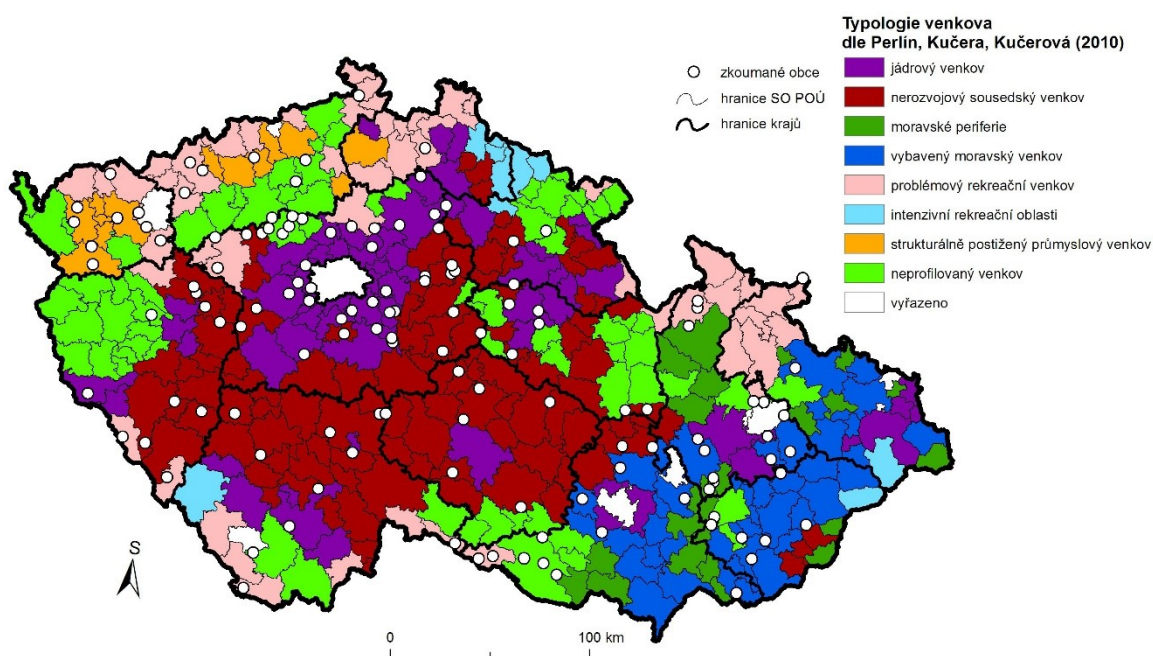 Typologie venkova
dle Perlín, Kučera, Kučerová (2010)
zkoumané obce
hranice SO POÚ
hranice krajů
jádrový venkov
nerozvojový sousedský venkov
moravské periferie
vybavený moravský venkov
problémový rekreační venkov
intenzivní rekreační oblasti
strukturálně postižený průmyslový venkov
neprofilovaný venkov
vyřazeno
S
0
100 km